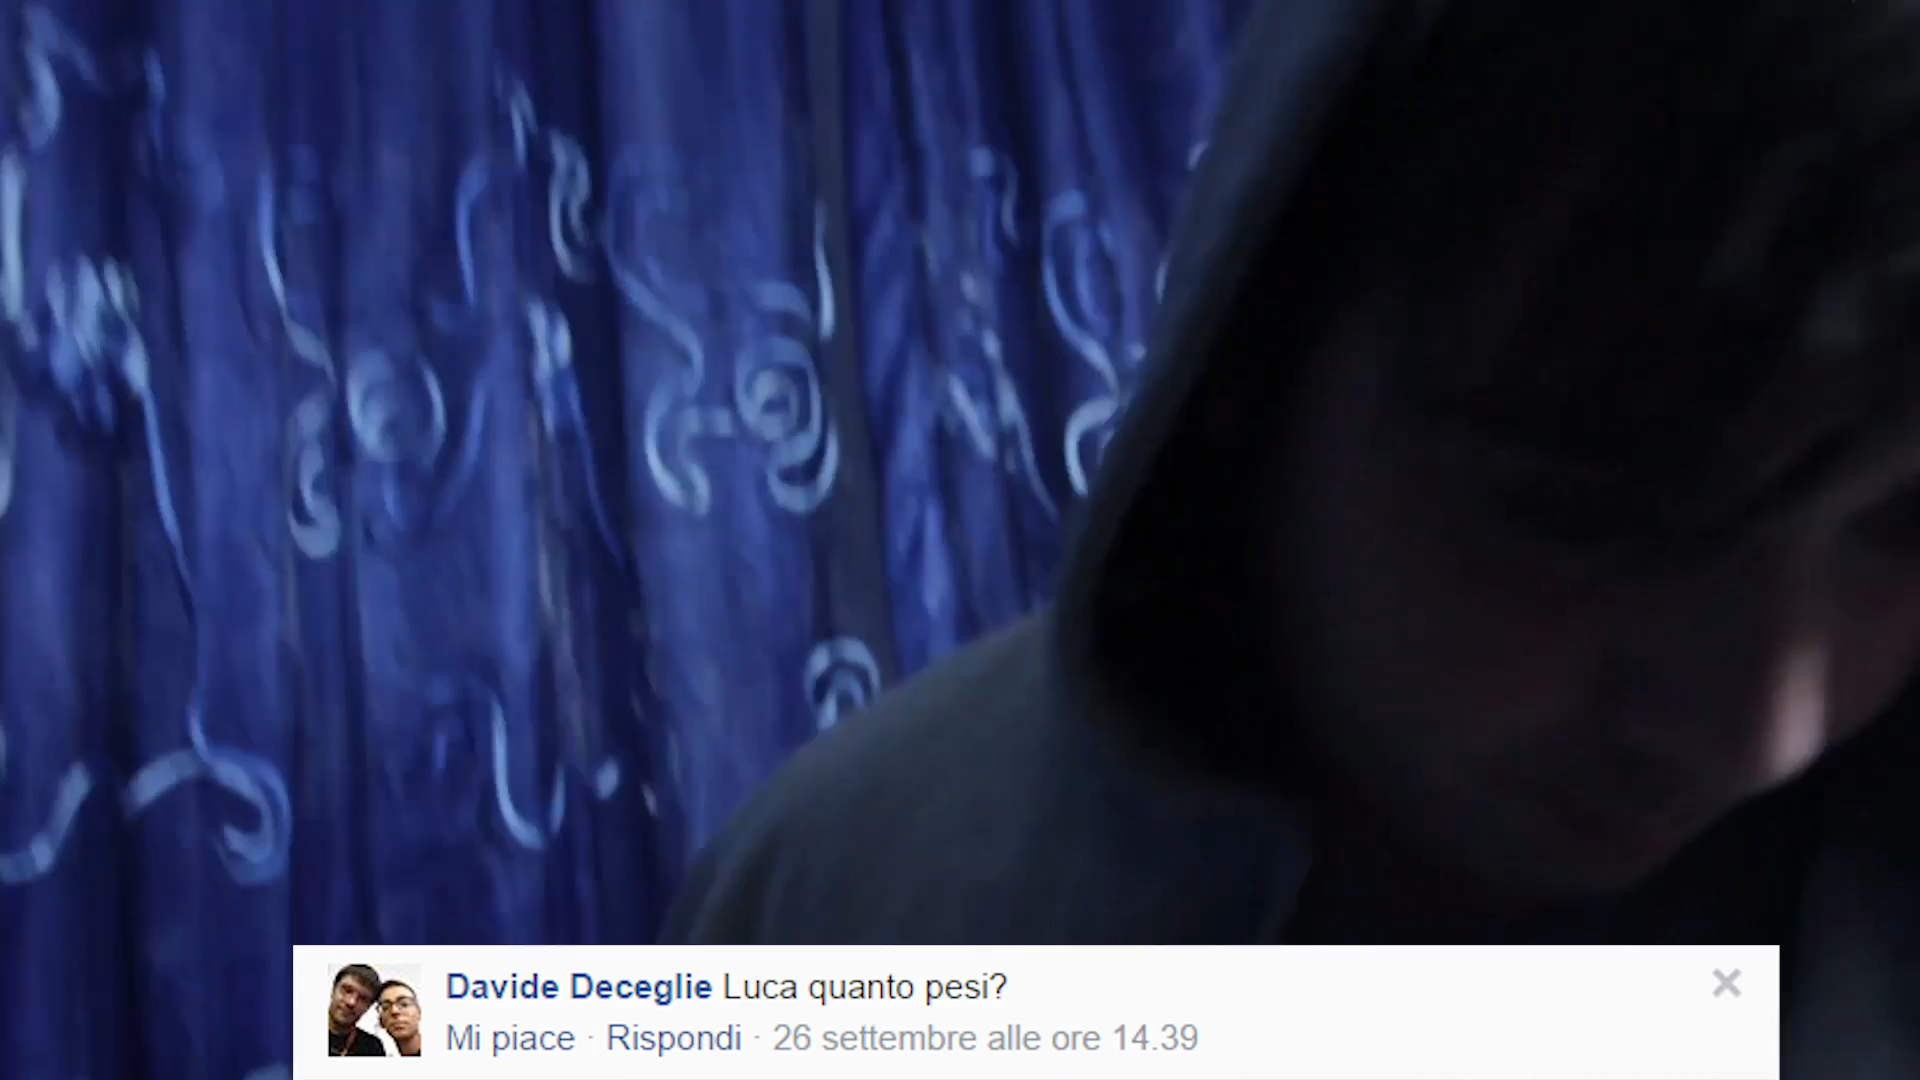 Davide Deceglie Luca quanto pesi?
Mi piace · Rispondi · 26 settembre alle ore 14.39